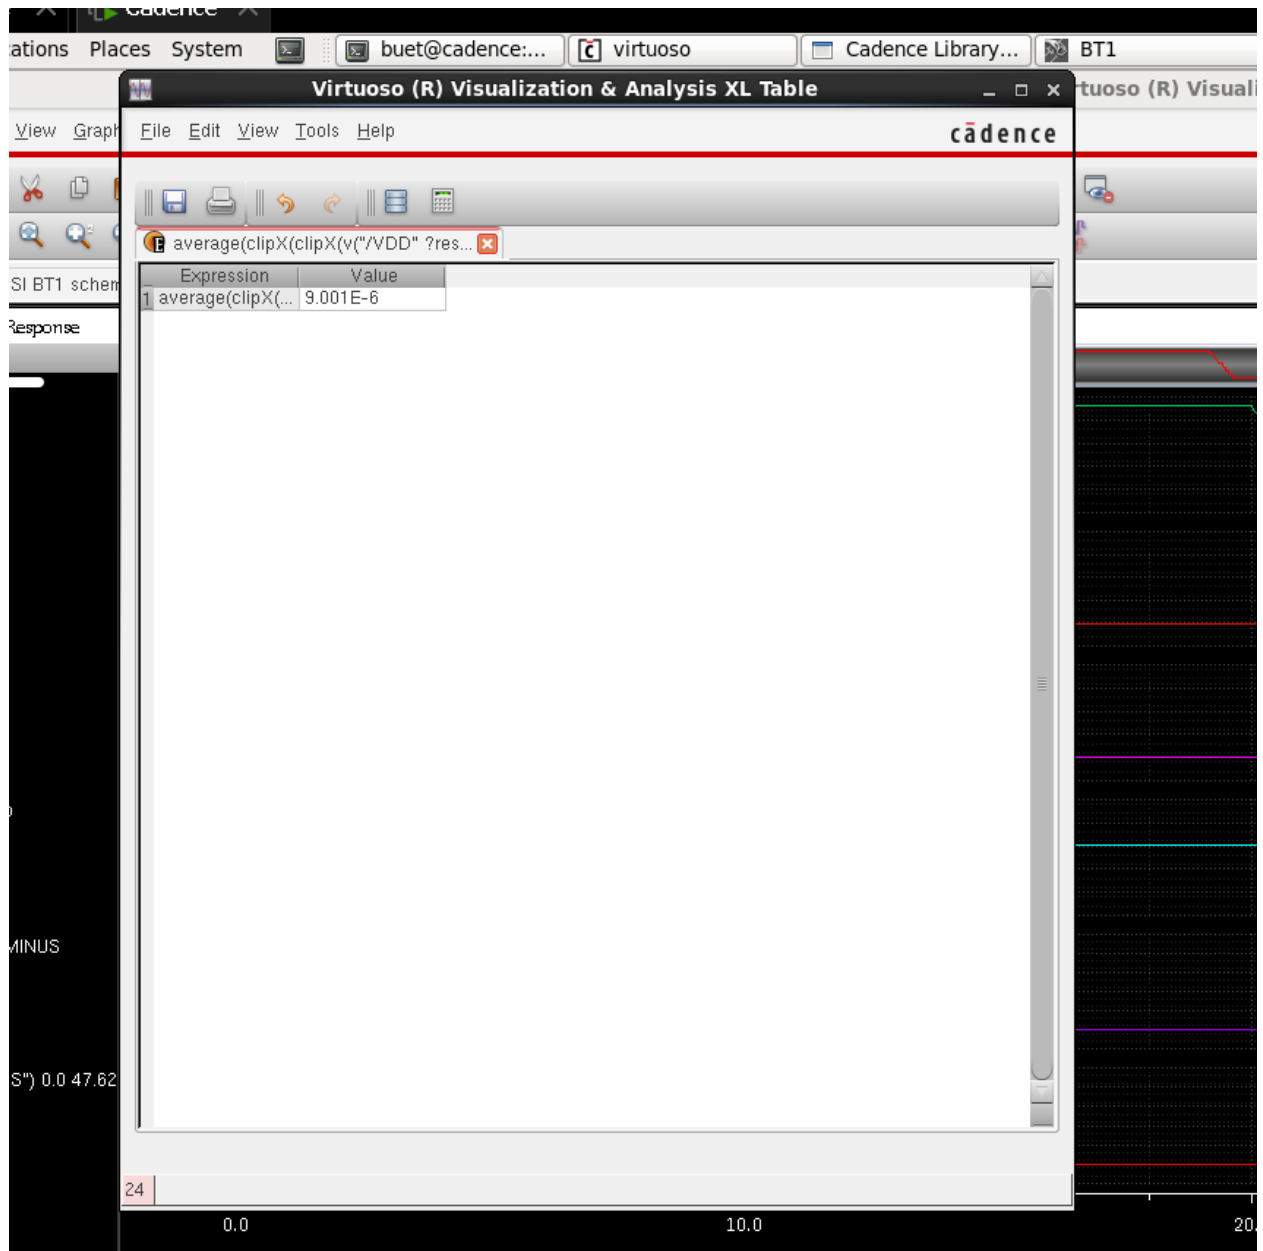 Cadence
ations Places System buet@cadence:... virtuoso Cadence Library... BT1
Virtuoso (R) Visualization & Analysis XL Table
rtuoso (R) Visuali
View Graph
File Edit View Tools Help
cādence
average(clipX(clipX(v("/VDD" ?res...
SI BT1 schem
Expression Value
1 average(clipX(... 9.001E-6
Response
MINUS
S") 0.0 47.62
24
0.0 10.0 20.